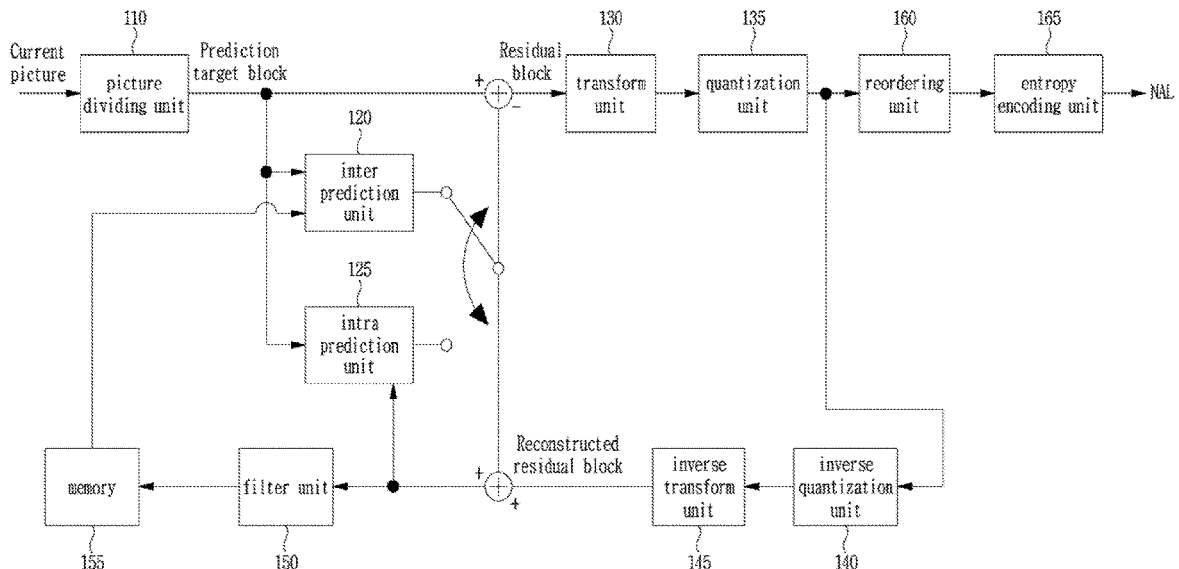 110
130
135
160
165
Current
picture
Prediction
target block
Residual
block
picture
dividing unit
+
−
transform
unit
quantization
unit
reordering
unit
entropy
encoding unit
NAL
120
inter
prediction
unit
125
intra
prediction
unit
Reconstructed
residual block
+
+
memory
filter unit
inverse
transform
unit
inverse
quantization
unit
155
150
145
140